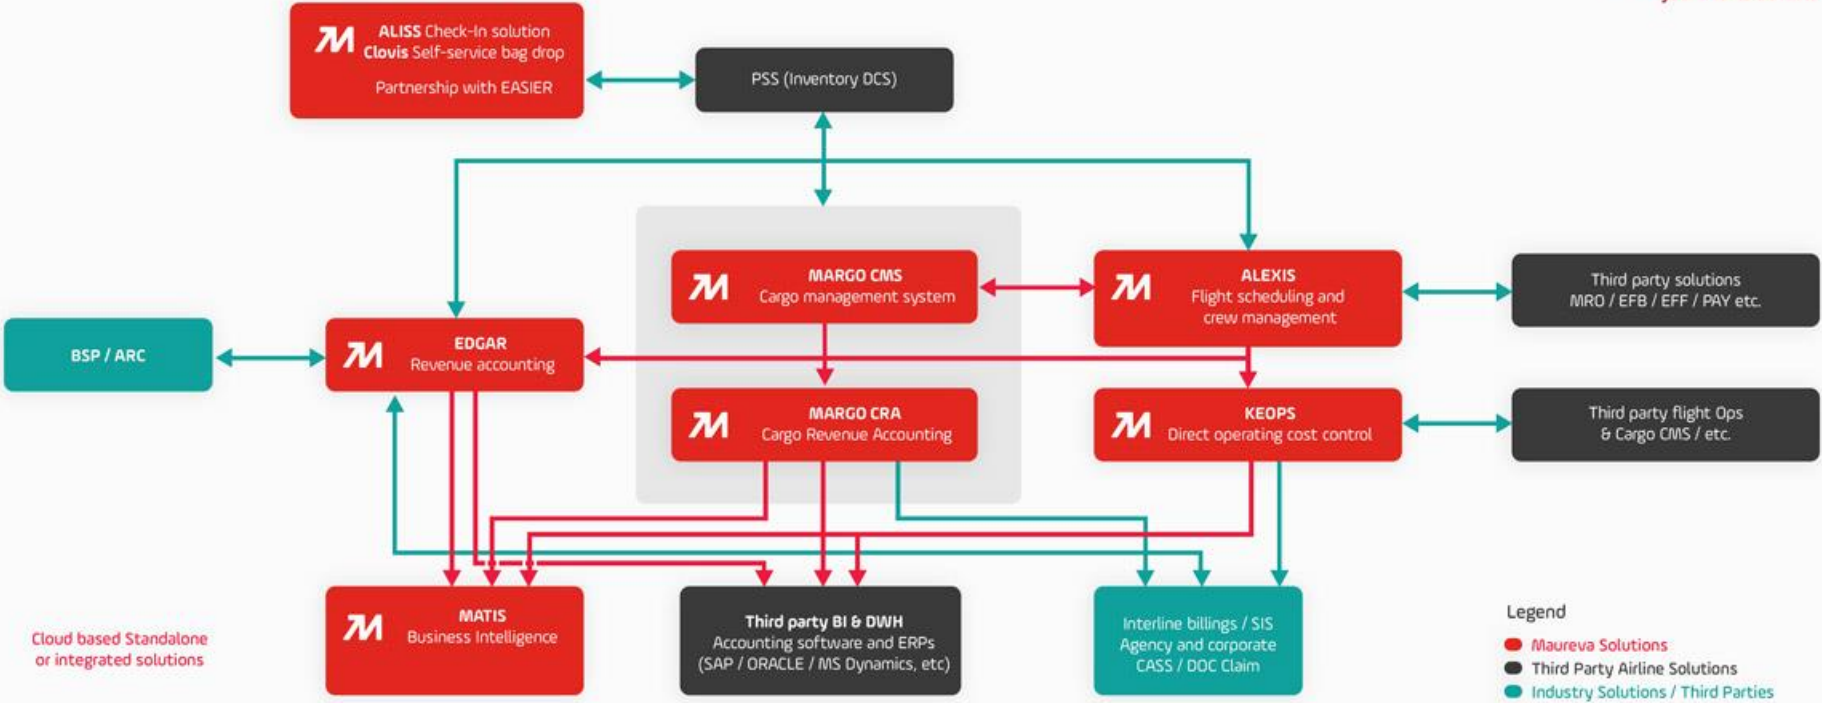 ALISS Check-In solution
Clovis Self-service bag drop
Partnership with EASIER
PSS (Inventory DCS)
MARGO CMS
Cargo management system
ALEXIS
Flight scheduling and
crew management
Third party solutions
MRO / EFB / EFF / PAY etc.
BSP / ARC
EDGAR
Revenue accounting
MARGO CRA
Cargo Revenue Accounting
KEOPS
Direct operating cost control
Third party flight Ops
& Cargo CMS / etc.
Cloud based Standalone
or integrated solutions
MATIS
Business Intelligence
Third party BI & DWH
Accounting software and ERPs
(SAP / ORACLE / MS Dynamics, etc)
Interline billings / SIS
Agency and corporate
CASS / DOC Claim
Legend
Maureva Solutions
Third Party Airline Solutions
Industry Solutions / Third Parties